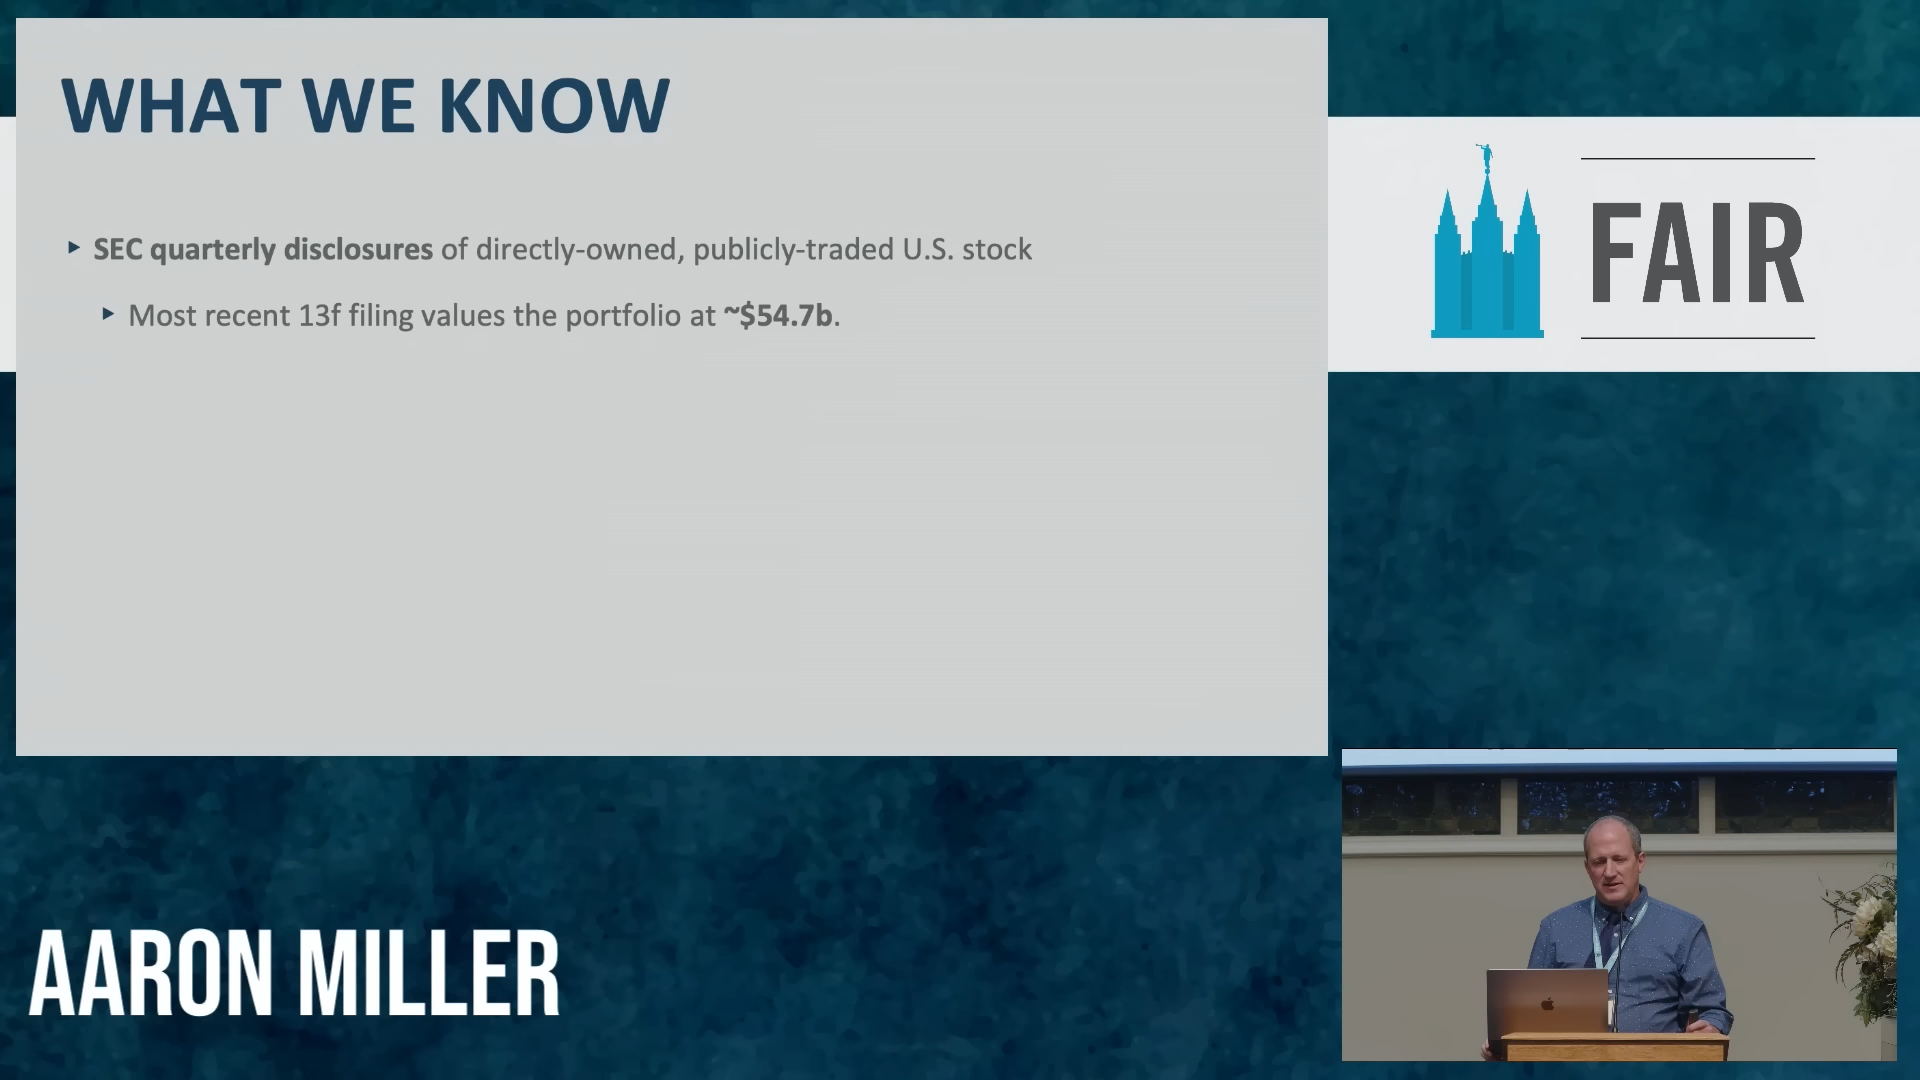 WHAT WE KNOW
SEC quarterly disclosures of directly-owned, publicly-traded U.S. stock
Most recent 13f filing values the portfolio at ~$54.7b.
FAIR
AARON MILLER